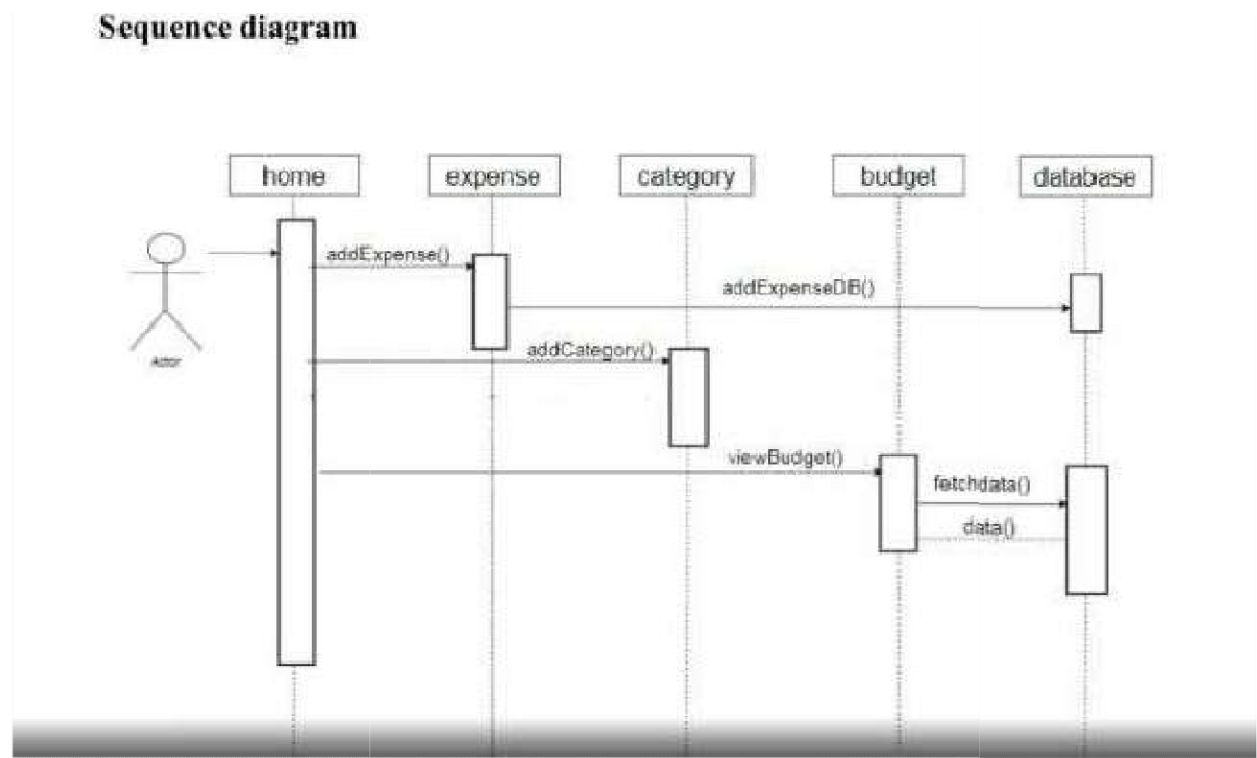 Sequence diagram
home
expense
category
budget
database
addExpense()
addExpenseDB()
Actor
addCategory()
viewBudget()
fetchdata()
data()